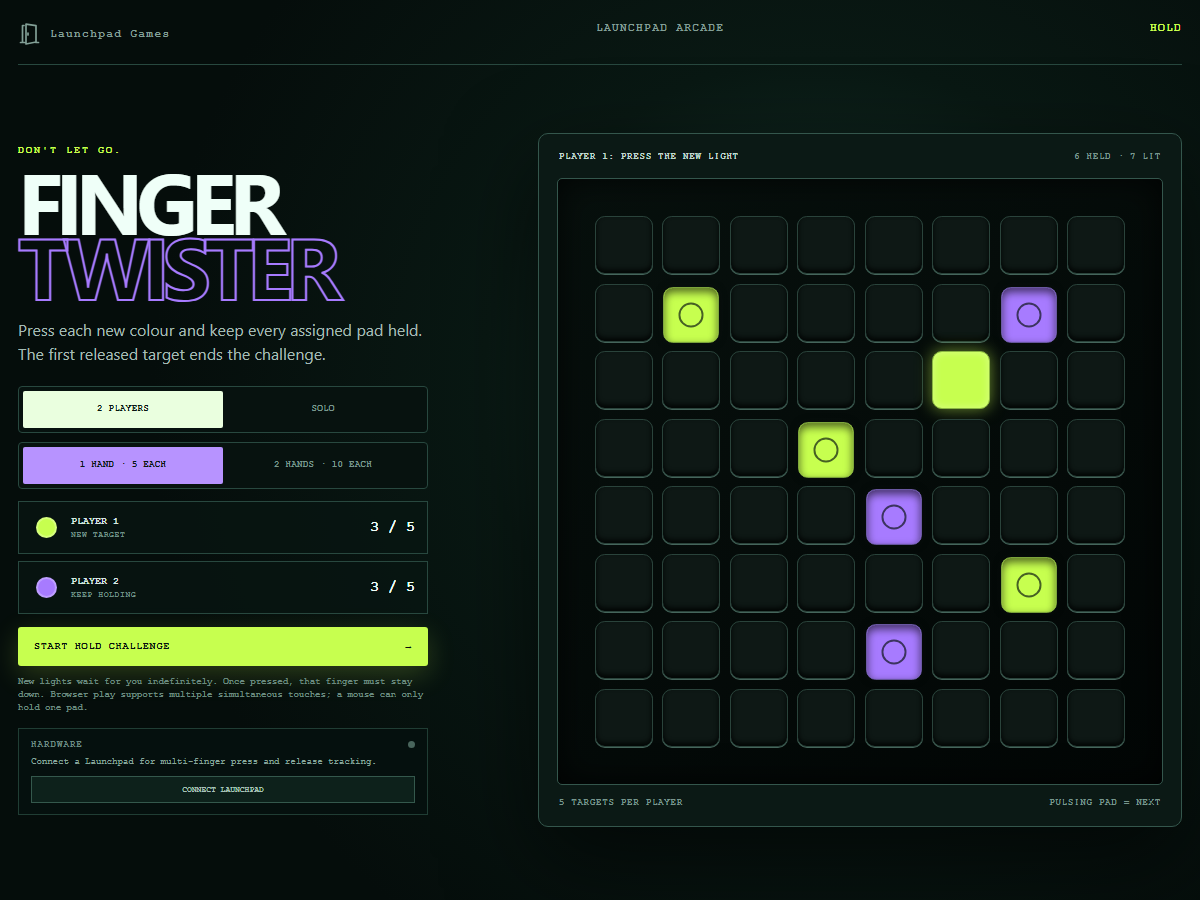 Launchpad Games
LAUNCHPAD ARCADE
HOLD
DON'T LET GO.
FINGER
TWISTER
Press each new colour and keep every assigned pad held.
The first released target ends the challenge.
2 PLAYERS
SOLO
1 HAND · 5 EACH
2 HANDS · 10 EACH
PLAYER 1
NEW TARGET
3 / 5
PLAYER 2
KEEP HOLDING
3 / 5
START HOLD CHALLENGE →
New lights wait for you indefinitely. Once pressed, that finger must stay
down. Browser play supports multiple simultaneous touches; a mouse can only
hold one pad.
HARDWARE
Connect a Launchpad for multi-finger press and release tracking.
CONNECT LAUNCHPAD
PLAYER 1: PRESS THE NEW LIGHT
6 HELD · 7 LIT
5 TARGETS PER PLAYER
PULSING PAD = NEXT